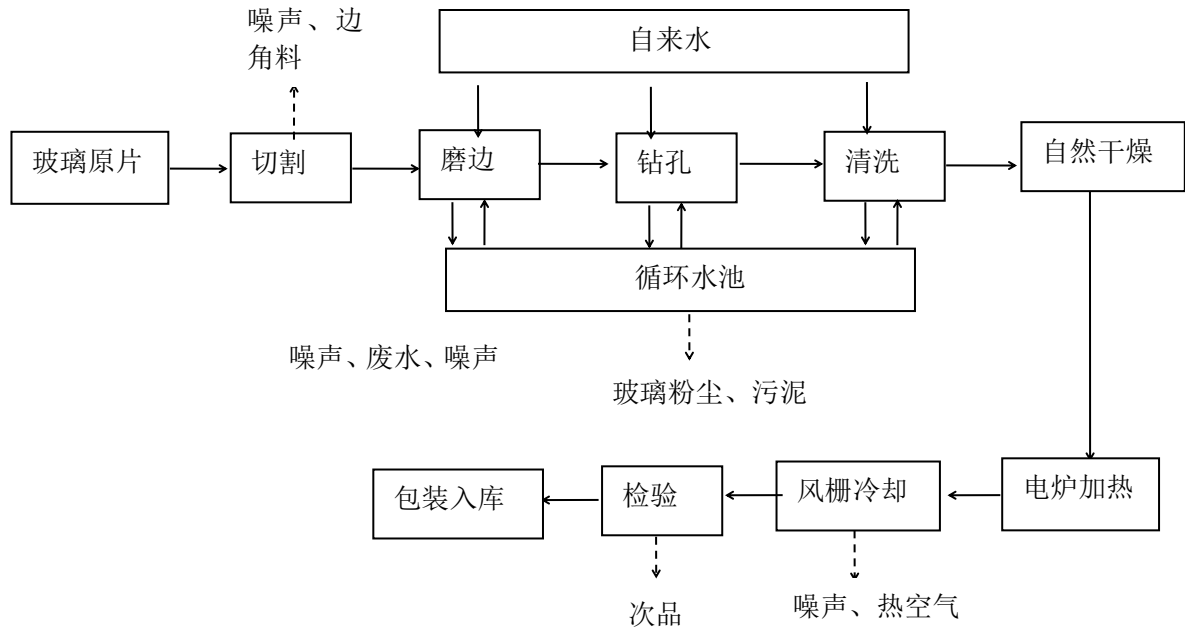 噪声、边
角料
自来水
玻璃原片
切割
磨边
钻孔
清洗
自然干燥
循环水池
噪声、废水、噪声
玻璃粉尘、污泥
包装入库
检验
风栅冷却
电炉加热
次品
噪声、热空气